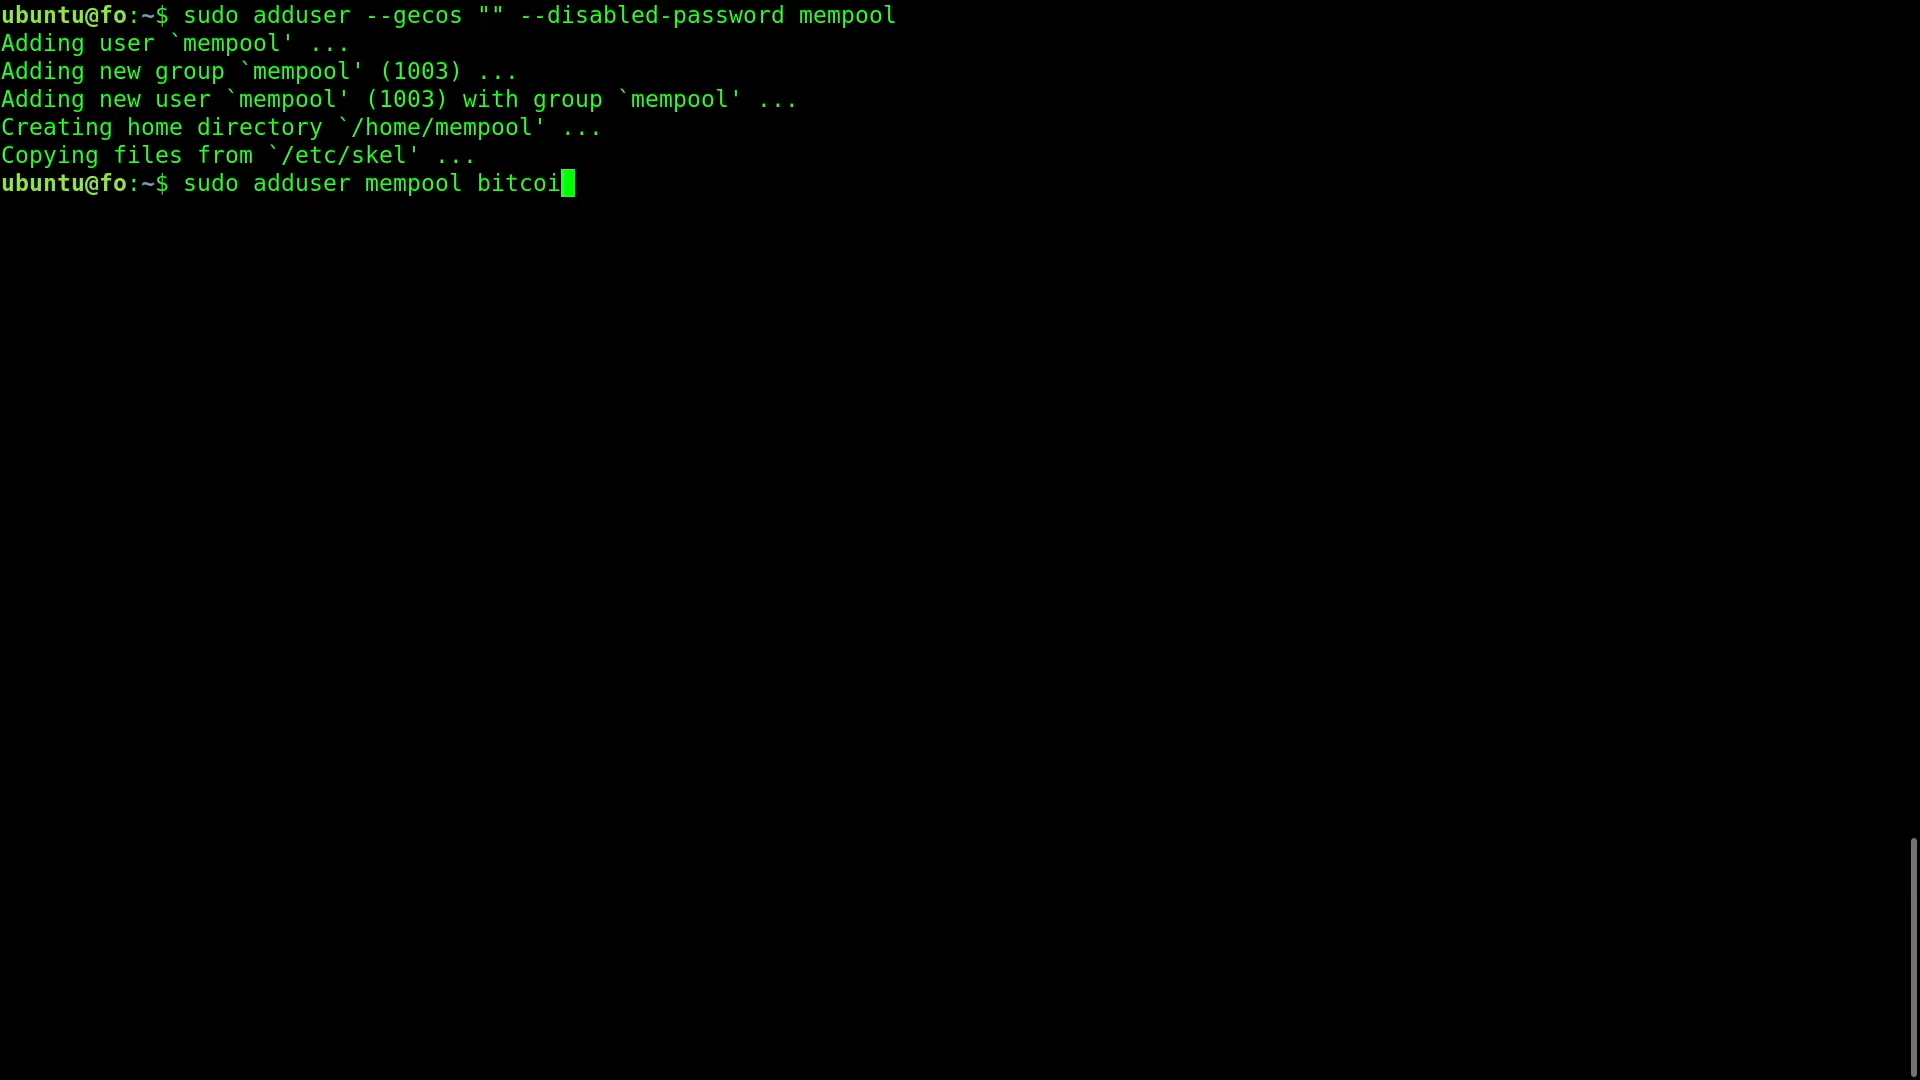 ubuntu@fo:~$ sudo adduser --gecos "" --disabled-password mempool
Adding user `mempool' ...
Adding new group `mempool' (1003) ...
Adding new user `mempool' (1003) with group `mempool' ...
Creating home directory `/home/mempool' ...
Copying files from `/etc/skel' ...
ubuntu@fo:~$ sudo adduser mempool bitcoi